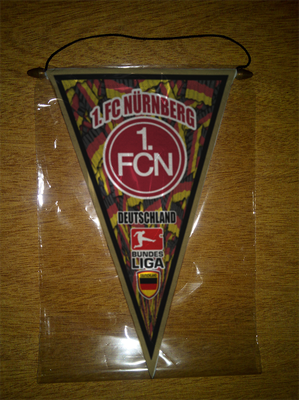 1. FC NÜRNBERG
1.
FCN
DEUTSCHLAND
BUNDES
LIGA